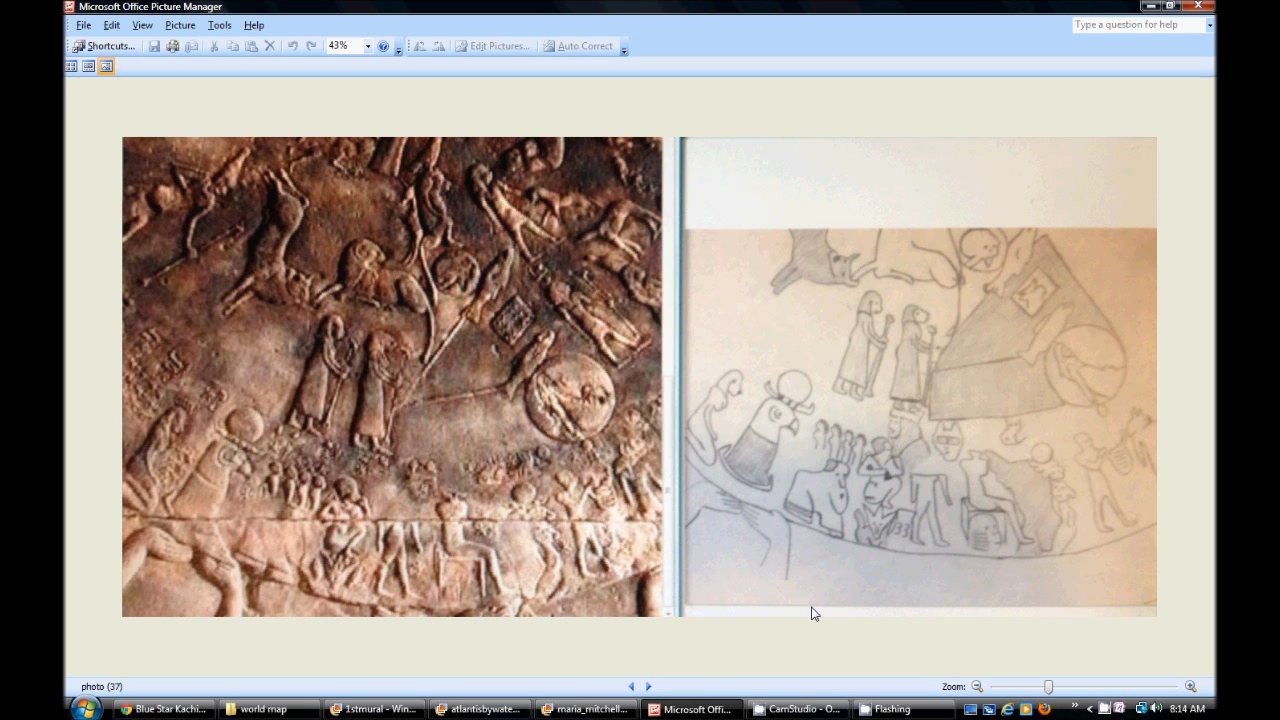 Microsoft Office Picture Manager
File Edit View Picture Tools Help
Type a question for help
Shortcuts... 43% Edit Pictures... Auto Correct
photo (37)
Zoom:
Blue Star Kachi... world map 1stmural - Win... atlantisbywate... maria_mitchell... Microsoft Offi... CamStudio - O... Flashing 8:14 AM